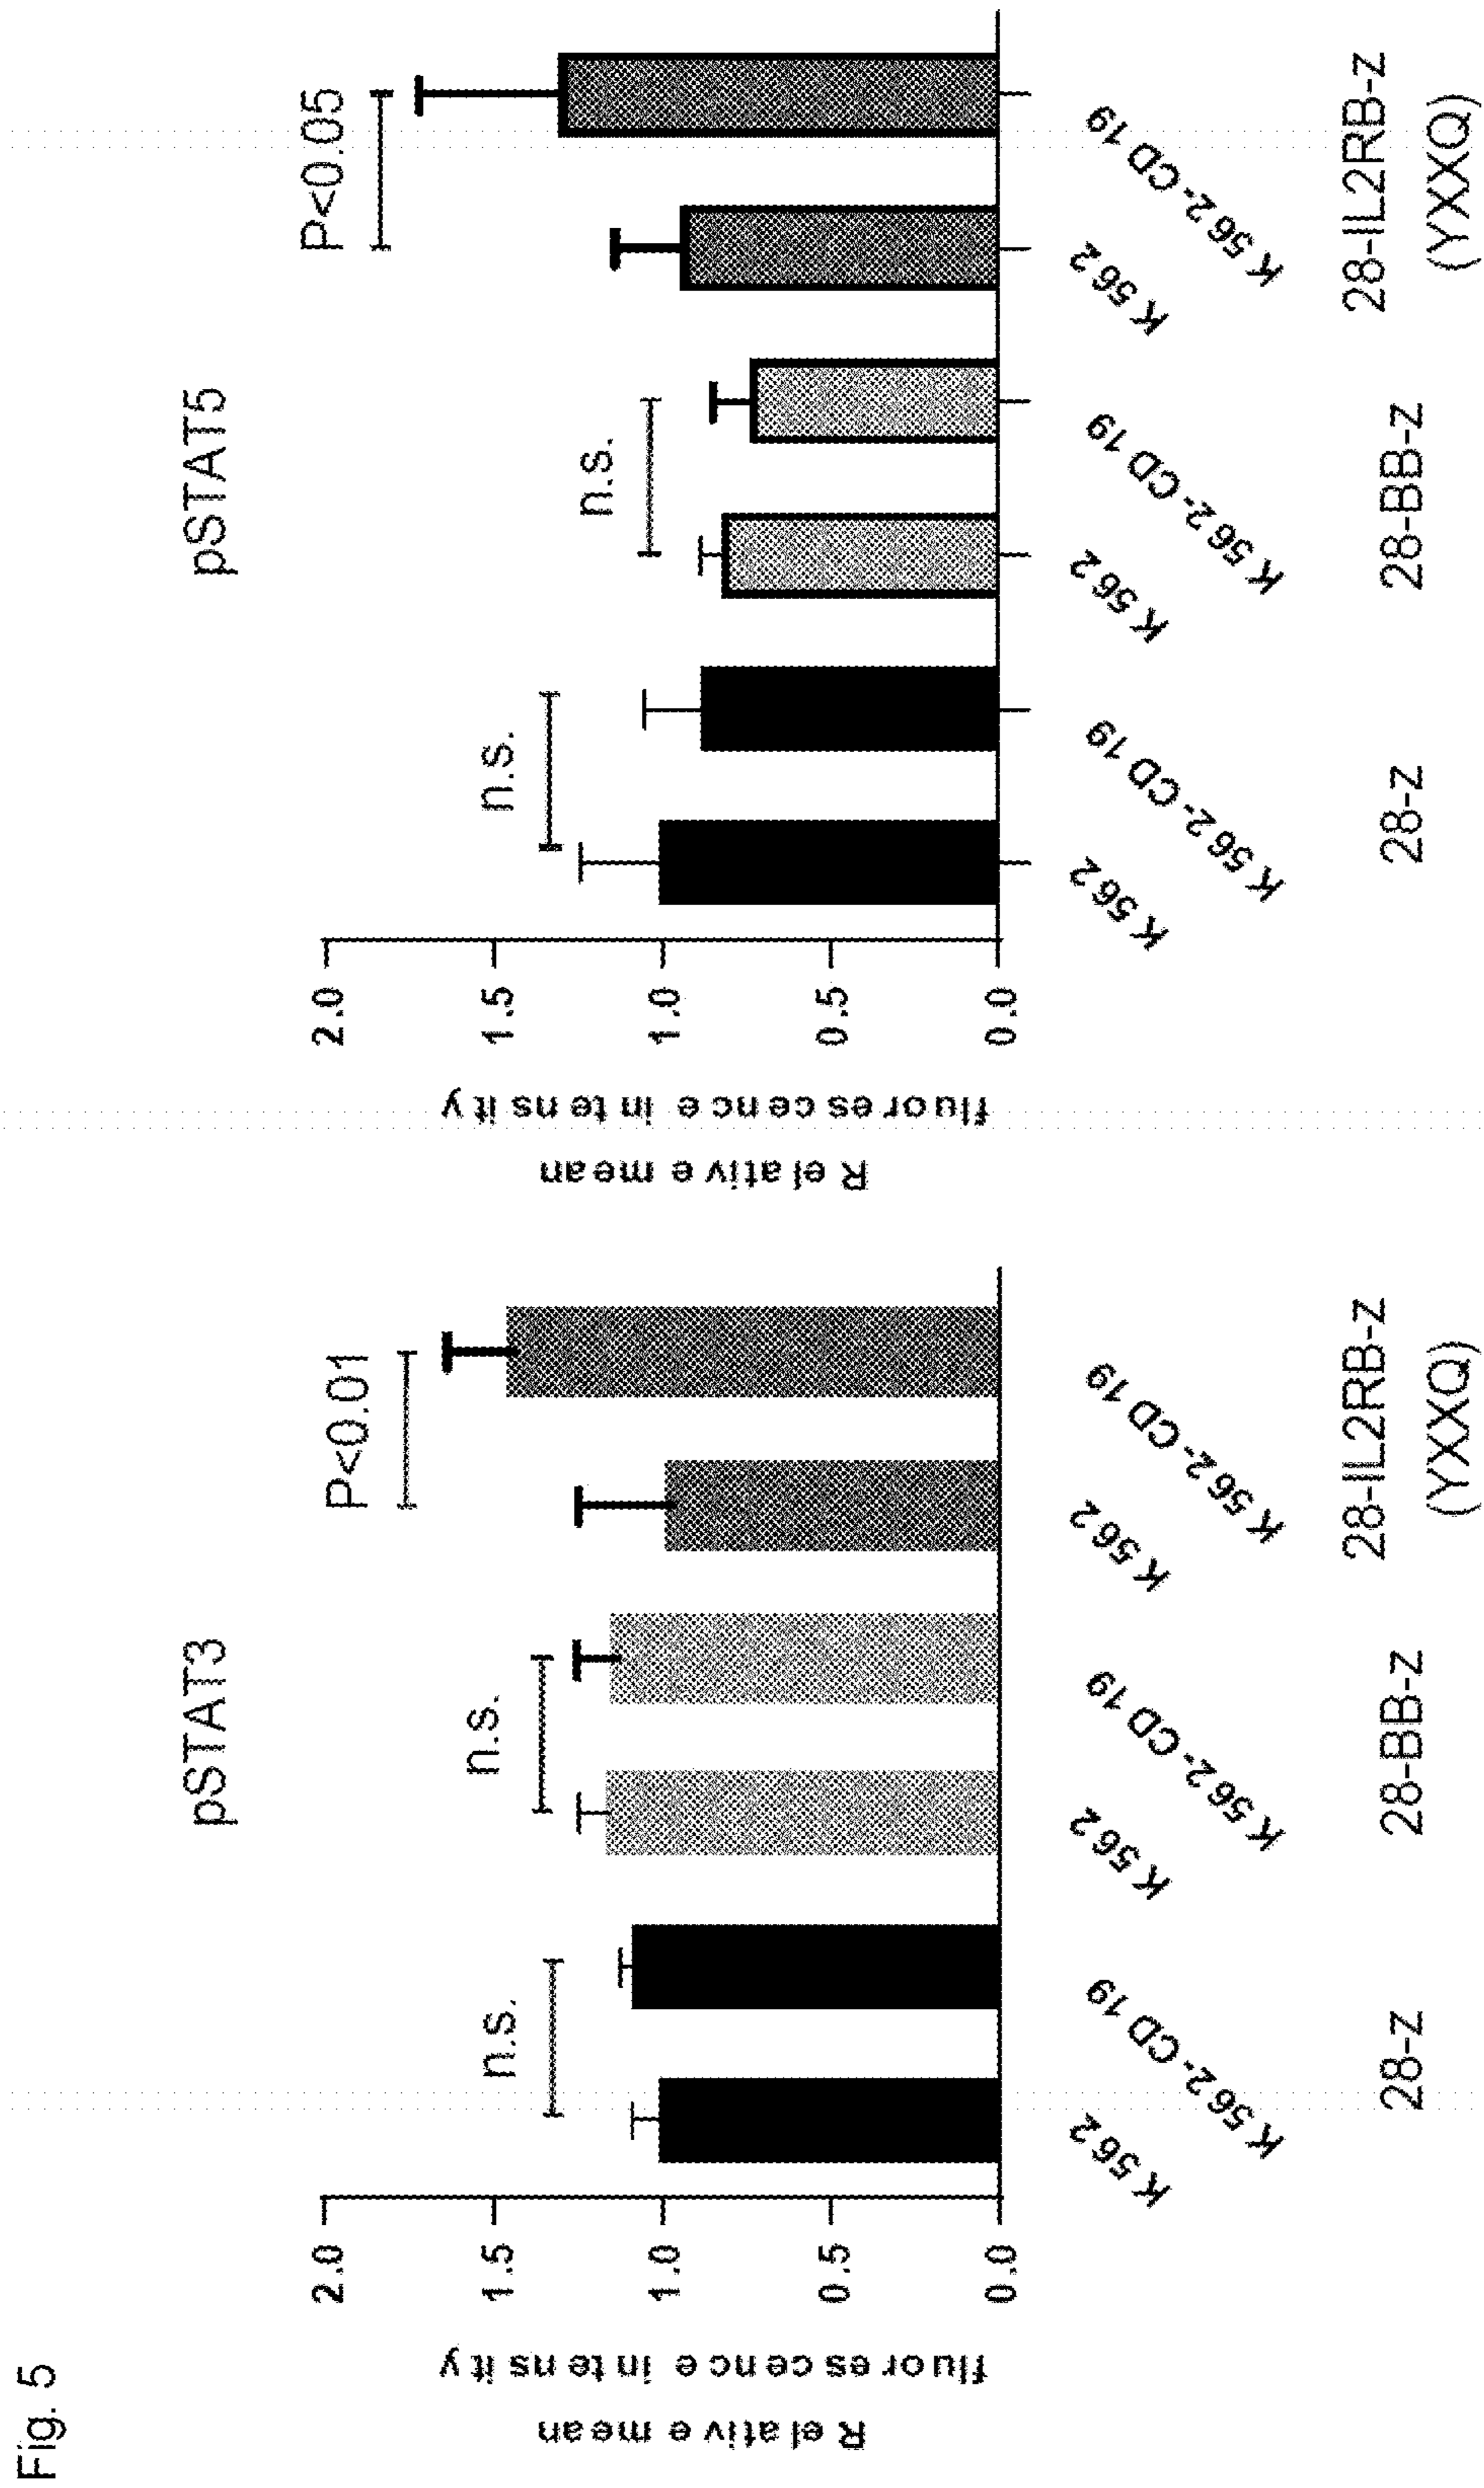 Fig. 5
pSTAT3
Relative mean
fluorescence intensity
2.0
1.5
1.0
0.5
0.0
n.s.
n.s.
P<0.01
K562
K562-CD19
K562
K562-CD19
K562
K562-CD19
28-z
28-BB-z
28-IL2RB-z
(YXXQ)
pSTAT5
Relative mean
fluorescence intensity
2.0
1.5
1.0
0.5
0.0
n.s.
n.s.
P<0.05
K562
K562-CD19
K562
K562-CD19
K562
K562-CD19
28-z
28-BB-z
28-IL2RB-z
(YXXQ)